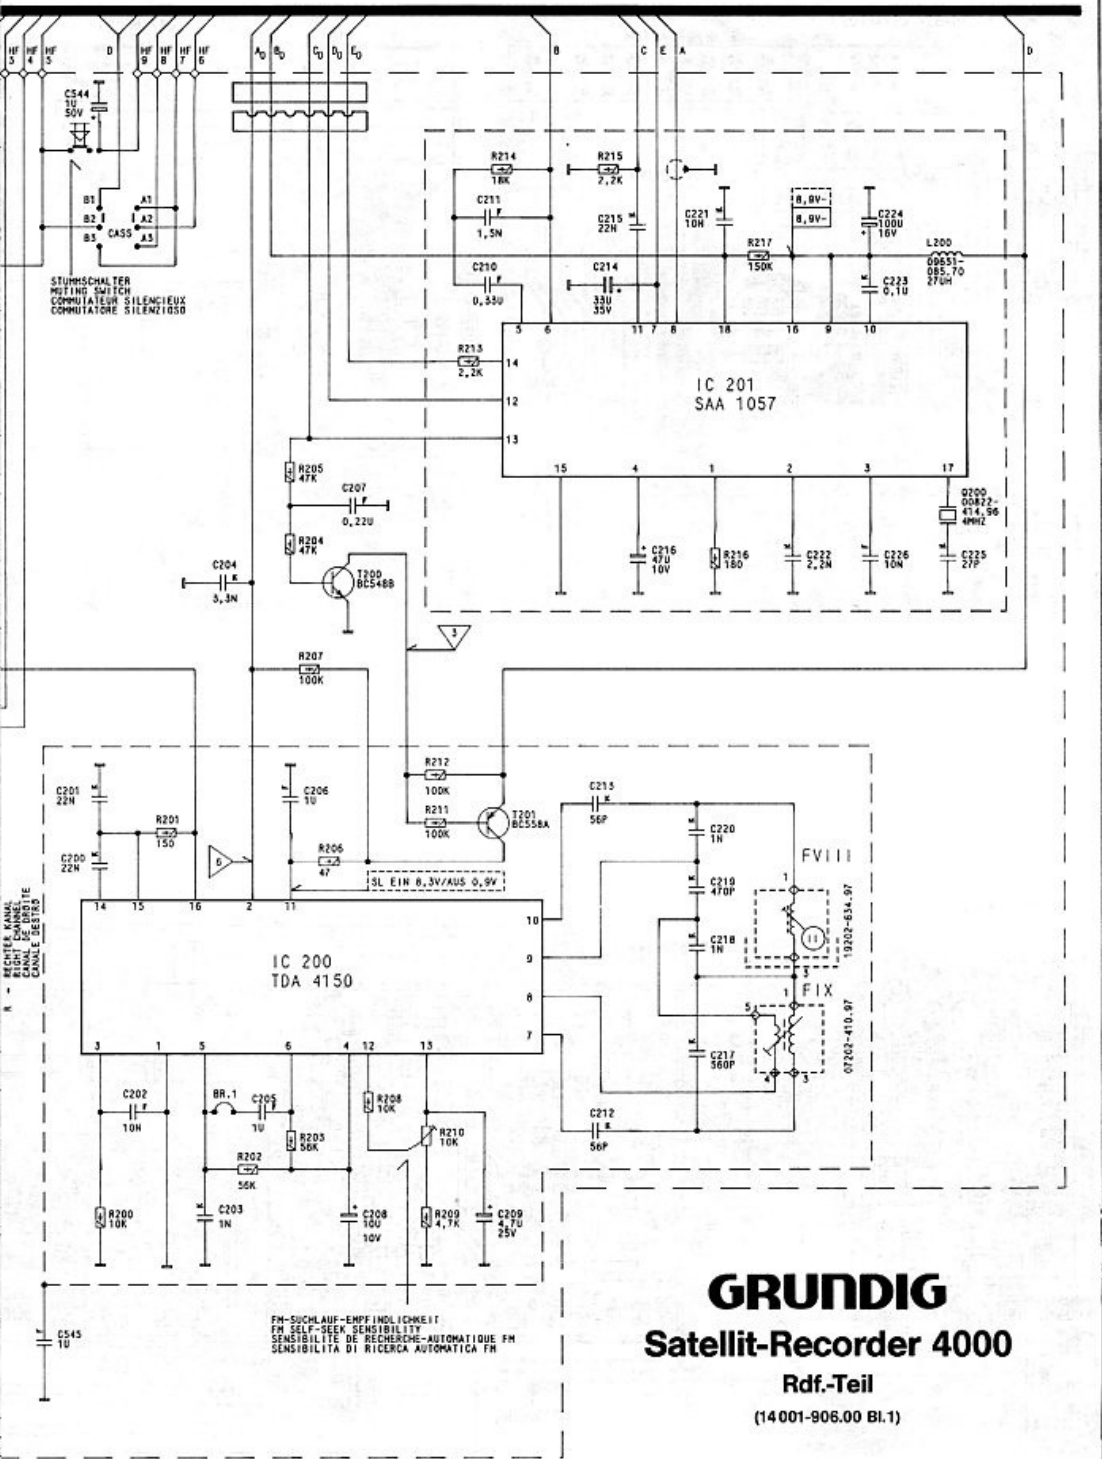 HF 3
HF 4
HF 5
D
HF 9
HF 8
HF 7
HF 6
A0
B0
C0
D0
E0
B
C
E
A
D
C544
1U
50V
B1
B2
B3
A1
A2
A3
CASS
STUMMSCHALTER
MUTING SWITCH
COMMUTATEUR SILENCIEUX
COMMUTATORE SILENZIOSO
R214
18K
C211
1,5N
C210
0,33U
R215
2,2K
C215
22N
C214
33U
35V
C221
10N
R217
150K
8,9V-
8,9V-
C224
100U
16V
C223
0,1U
L200
09651-
085.70
27UH
5
6
11
7
8
18
16
9
10
R213
2,2K
14
12
13
IC 201
SAA 1057
15
4
1
2
3
17
C216
47U
10V
R216
180
C222
2,2N
C226
10N
Q200
00822-
414.96
4MHZ
C225
27P
R205
47K
C207
0,22U
R204
47K
T200
BC548B
C204
3,3N
3
R207
100K
C201
22N
R201
150
C200
22N
6
C206
1U
R206
47
SL EIN 8,3V/AUS 0,9V
R212
100K
R211
100K
T201
BC558A
C213
56P
C220
1N
C219
470P
C218
1N
C217
560P
C212
56P
FVIII
1
11
3
19202-634.97
FIX
1
5
4
3
07202-410.97
14
15
16
2
11
10
9
8
7
IC 200
TDA 4150
3
1
5
6
4
12
13
R - RECHTER KANAL
RIGHT CHANNEL
CANAL DE DROITE
CANALE DESTRO
C202
10N
BR.1
C205
1U
R203
56K
R202
56K
R208
10K
R210
10K
R200
10K
C203
1N
C208
10U
10V
R209
4,7K
C209
4,7U
25V
C545
1U
FM-SUCHLAUF-EMPFINDLICHKEIT
FM SELF-SEEK SENSIBILITY
SENSIBILITE DE RECHERCHE-AUTOMATIQUE FM
SENSIBILITA DI RICERCA AUTOMATICA FM
GRUNDIG
Satellit-Recorder 4000
Rdf.-Teil
(14001-906.00 Bl.1)